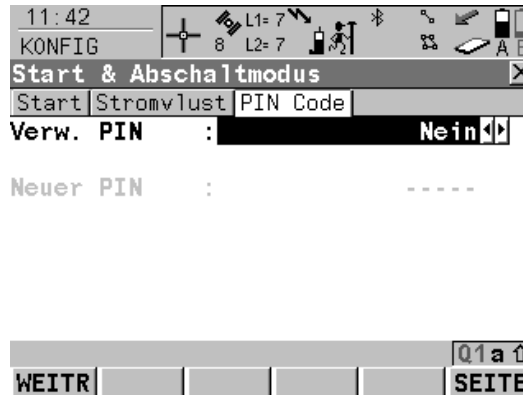 11:42
L1= 7
KONFIG
8 L2= 7
A
Start & Abschaltmodus
Start Stromvlust PIN Code
Verw. PIN : Nein
Neuer PIN : -----
Q1 a
WEITR SEITE